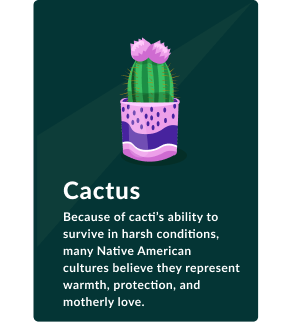 Cactus
Because of cacti's ability to
survive in harsh conditions,
many Native American
cultures believe they represent
warmth, protection, and
motherly love.